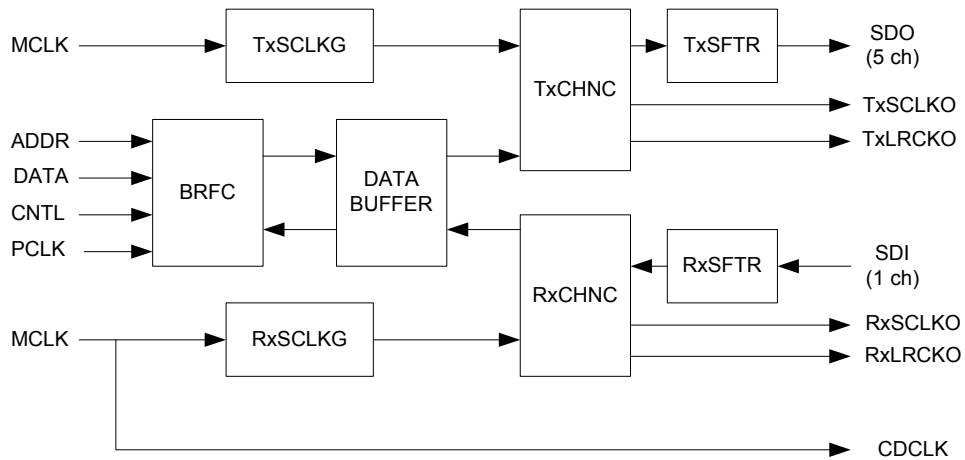 MCLK
TxSCLKG
TxCHNC
TxSFTR
SDO
(5 ch)
TxSCLKO
TxLRCKO
ADDR
DATA
CNTL
PCLK
BRFC
DATA
BUFFER
RxCHNC
RxSFTR
SDI
(1 ch)
RxSCLKO
RxLRCKO
MCLK
RxSCLKG
CDCLK